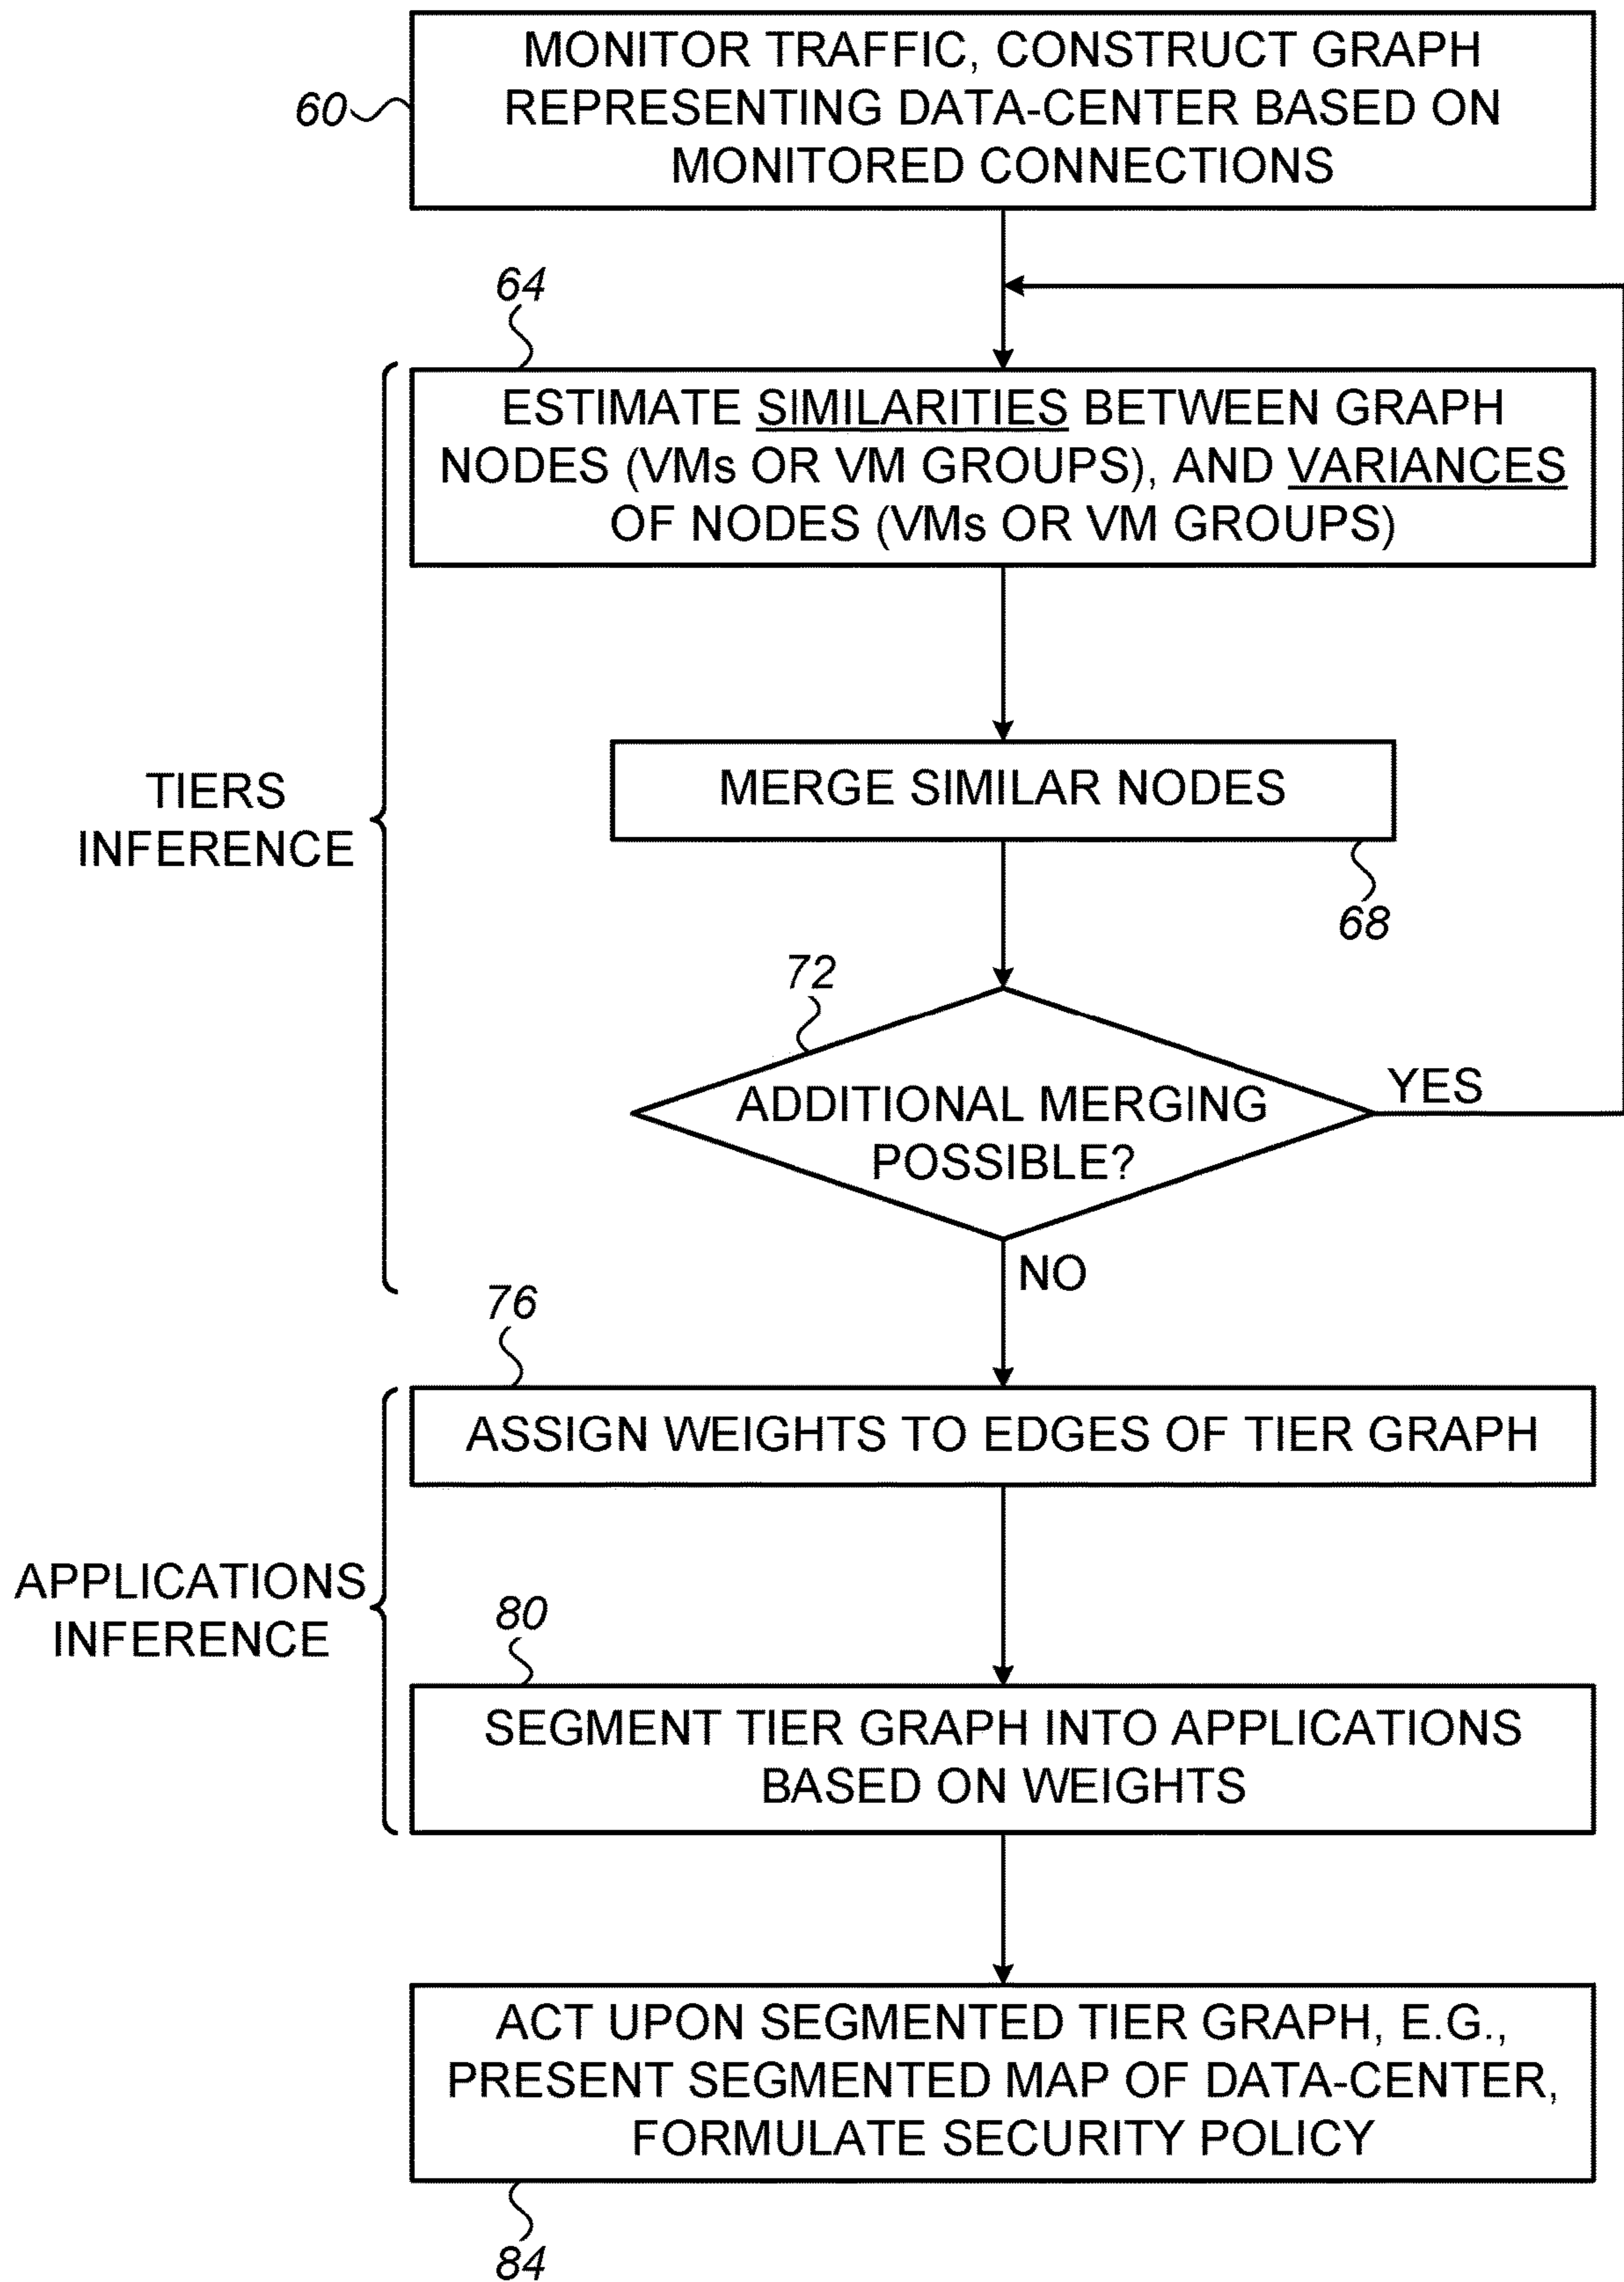 MONITOR TRAFFIC, CONSTRUCT GRAPH
REPRESENTING DATA-CENTER BASED ON
MONITORED CONNECTIONS
60
64
ESTIMATE SIMILARITIES BETWEEN GRAPH
NODES (VMs OR VM GROUPS), AND VARIANCES
OF NODES (VMs OR VM GROUPS)
TIERS
INFERENCE
MERGE SIMILAR NODES
68
72
ADDITIONAL MERGING
POSSIBLE?
YES
NO
76
ASSIGN WEIGHTS TO EDGES OF TIER GRAPH
APPLICATIONS
INFERENCE
80
SEGMENT TIER GRAPH INTO APPLICATIONS
BASED ON WEIGHTS
ACT UPON SEGMENTED TIER GRAPH, E.G.,
PRESENT SEGMENTED MAP OF DATA-CENTER,
FORMULATE SECURITY POLICY
84